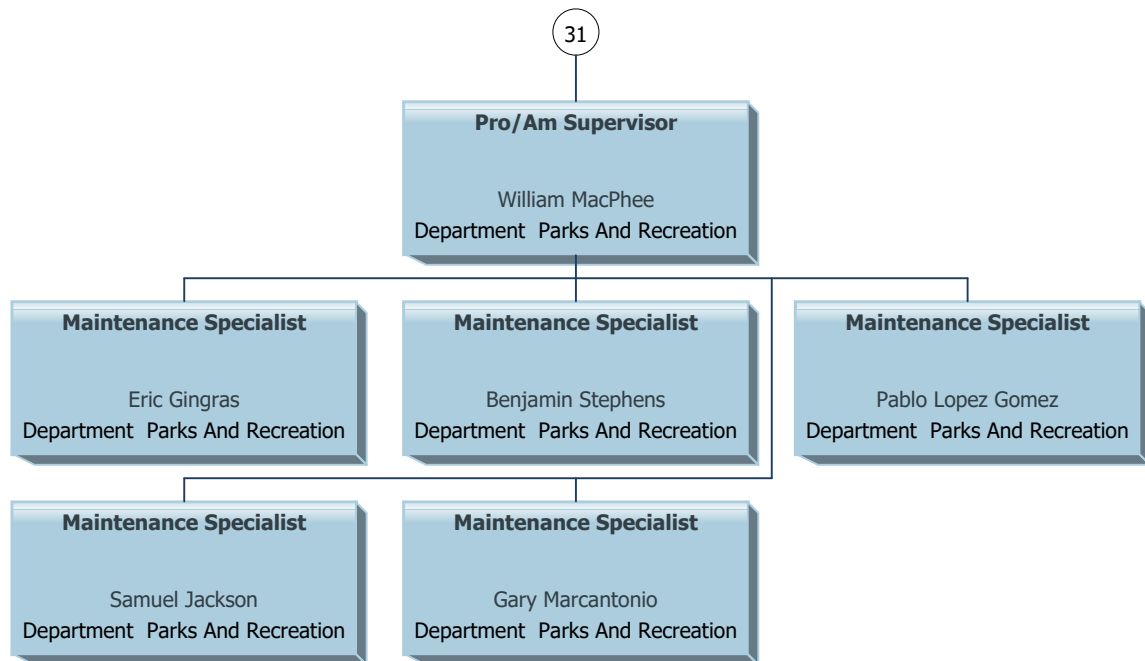 31
Pro/Am Supervisor
William MacPhee
Department  Parks And Recreation
Maintenance Specialist
Eric Gingras
Department  Parks And Recreation
Maintenance Specialist
Benjamin Stephens
Department  Parks And Recreation
Maintenance Specialist
Pablo Lopez Gomez
Department  Parks And Recreation
Maintenance Specialist
Samuel Jackson
Department  Parks And Recreation
Maintenance Specialist
Gary Marcantonio
Department  Parks And Recreation